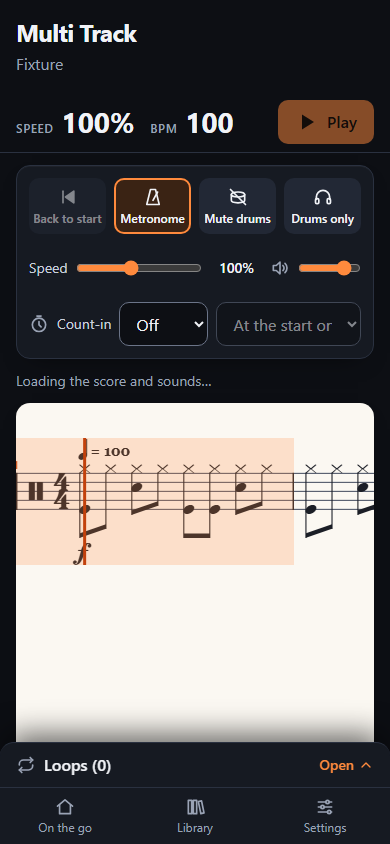 Multi Track
Fixture
SPEED 100% BPM 100 Play
Back to start Metronome Mute drums Drums only
Speed 100%
Count-in Off At the start or
Loading the score and sounds...
= 100
4
4
f
Loops (0) Open
On the go Library Settings